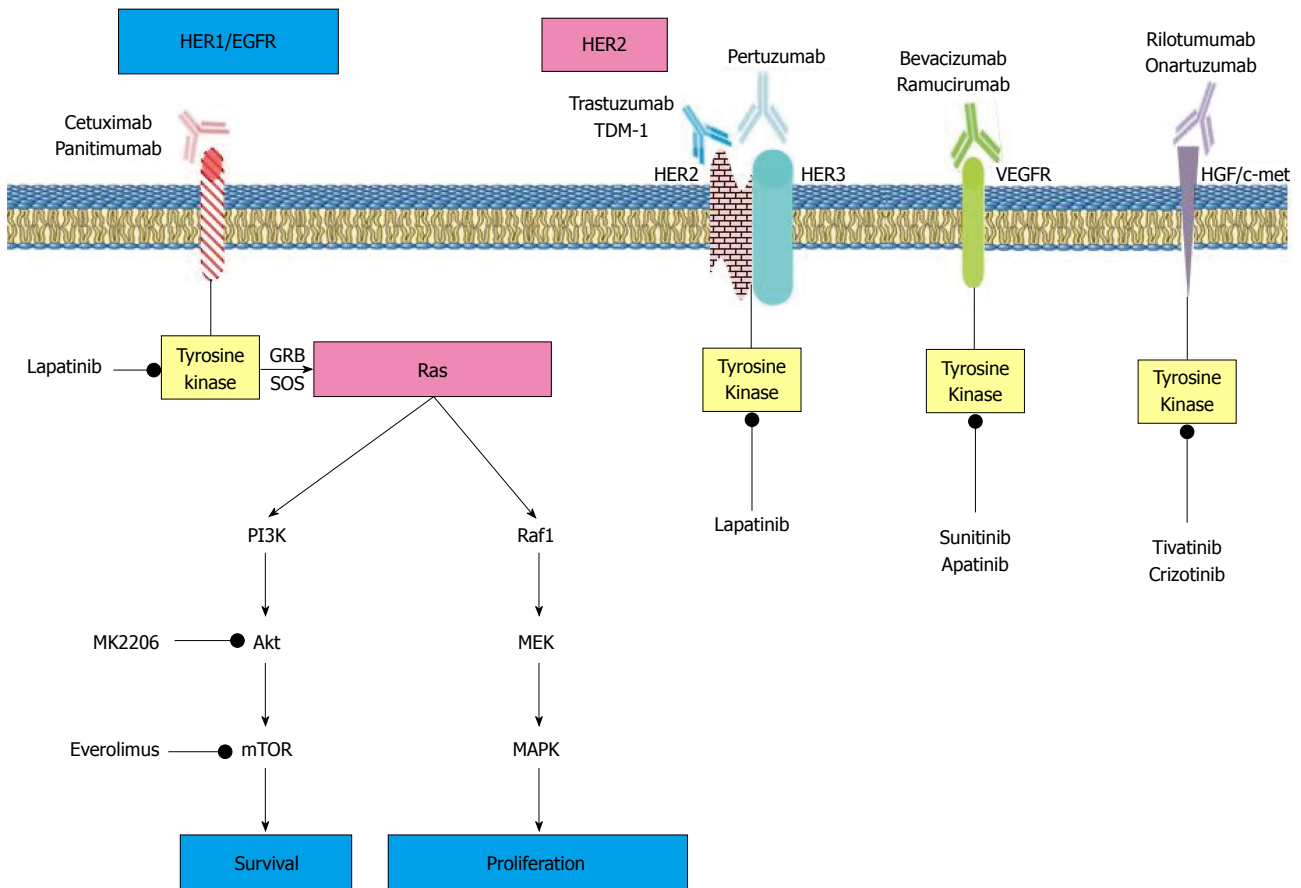 HER1/EGFR
HER2
Cetuximab
Panitimumab
Trastuzumab
TDM-1
Pertuzumab
Bevacizumab
Ramucirumab
Rilotumumab
Onartuzumab
HER2
HER3
VEGFR
HGF/c-met
Lapatinib
Tyrosine
kinase
GRB
SOS
Ras
Tyrosine
Kinase
Tyrosine
Kinase
Tyrosine
Kinase
Lapatinib
Sunitinib
Apatinib
Tivatinib
Crizotinib
PI3K
Raf1
MK2206
Akt
MEK
Everolimus
mTOR
MAPK
Survival
Proliferation